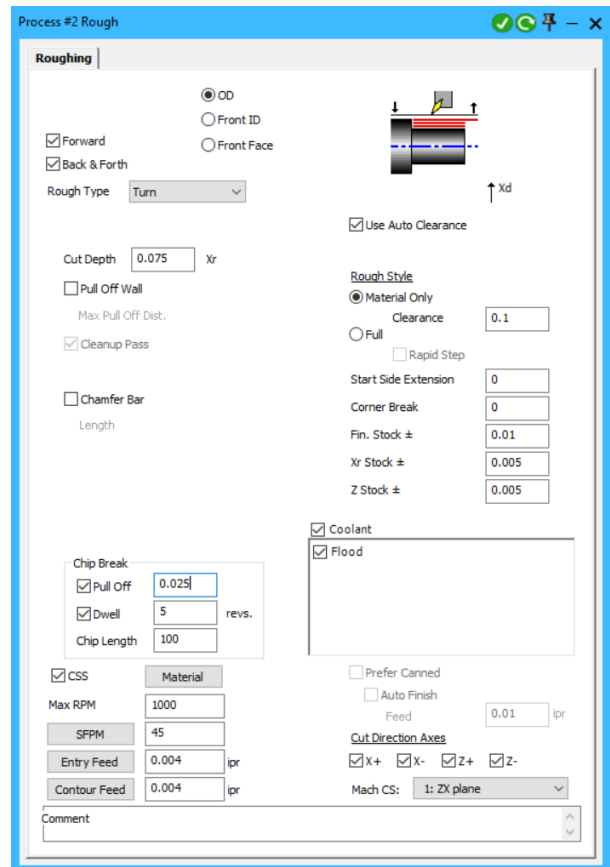 Process #2 Rough
Roughing
OD
Front ID
Front Face
Forward
Back & Forth
Rough Type Turn
Xd
Use Auto Clearance
Cut Depth 0.075 Xr
Pull Off Wall
Max Pull Off Dist.
Cleanup Pass
Rough Style
Material Only
Clearance 0.1
Full
Rapid Step
Chamfer Bar
Length
Start Side Extension 0
Corner Break 0
Fin. Stock ± 0.01
Xr Stock ± 0.005
Z Stock ± 0.005
Coolant
Flood
Chip Break
Pull Off 0.025
Dwell 5 revs.
Chip Length 100
CSS Material
Max RPM 1000
SFPM 45
Entry Feed 0.004 ipr
Contour Feed 0.004 ipr
Prefer Canned
Auto Finish
Feed 0.01 ipr
Cut Direction Axes
X+ X- Z+ Z-
Mach CS: 1: ZX plane
Comment